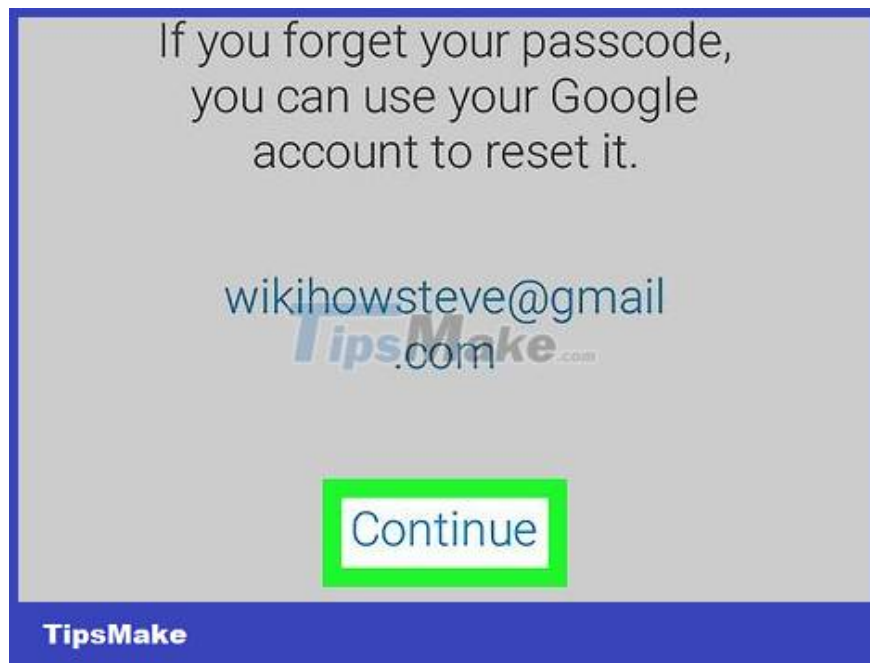 If you forget your passcode,
you can use your Google
account to reset it.
wikihowsteve@gmail
.com
TipsMake.com
Continue
TipsMake